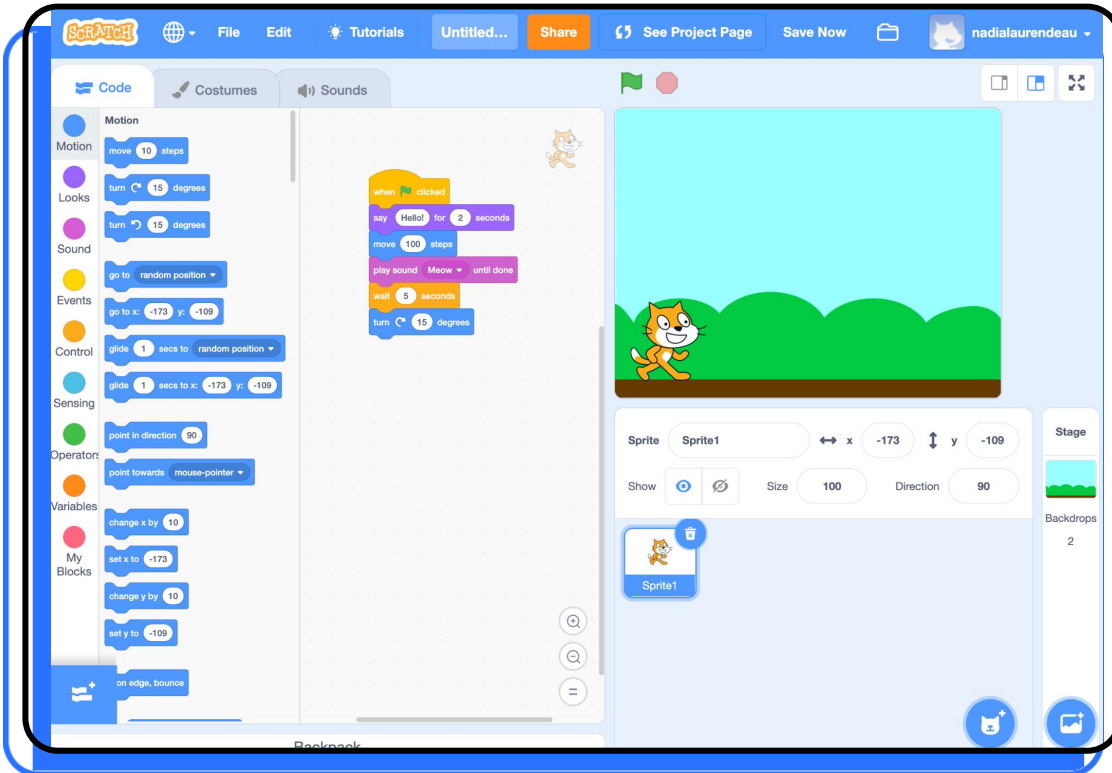 SCRATCH File Edit Tutorials Untitled... Share See Project Page Save Now nadialaurendeau
Code Costumes Sounds
Motion
Looks
Sound
Events
Control
Sensing
Operators
Variables
My
Blocks
Motion
move 10 steps
turn 15 degrees
turn 15 degrees
go to random position
go to x: -173 y: -109
glide 1 secs to random position
glide 1 secs to x: -173 y: -109
point in direction 90
point towards mouse-pointer
change x by 10
set x to -173
change y by 10
set y to -109
on edge, bounce
when clicked
say Hello! for 2 seconds
move 100 steps
play sound Meow until done
wait 5 seconds
turn 15 degrees
Backpack
Sprite Sprite1 x -173 y -109
Show Size 100 Direction 90
Sprite1
Stage
Backdrops
2